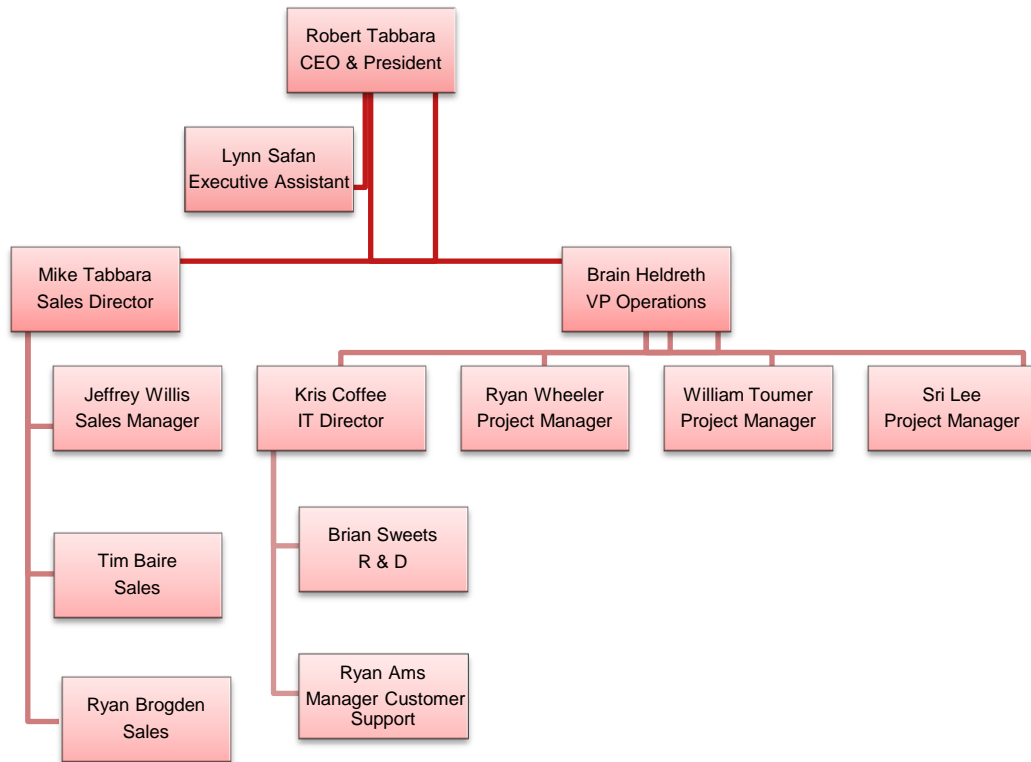 Robert Tabbara
CEO & President
Lynn Safan
Executive Assistant
Mike Tabbara
Sales Director
Brain Heldreth
VP Operations
Jeffrey Willis
Sales Manager
Kris Coffee
IT Director
Ryan Wheeler
Project Manager
William Toumer
Project Manager
Sri Lee
Project Manager
Brian Sweets
R & D
Tim Baire
Sales
Ryan Ams
Manager Customer
Support
Ryan Brogden
Sales